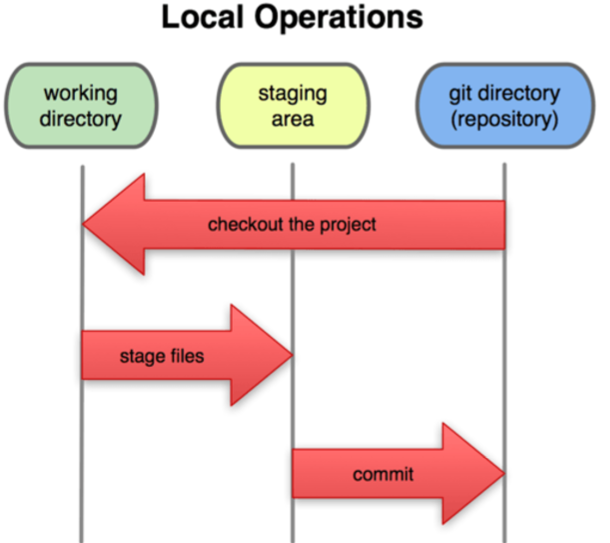 Local Operations
working
directory
staging
area
git directory
(repository)
checkout the project
stage files
commit